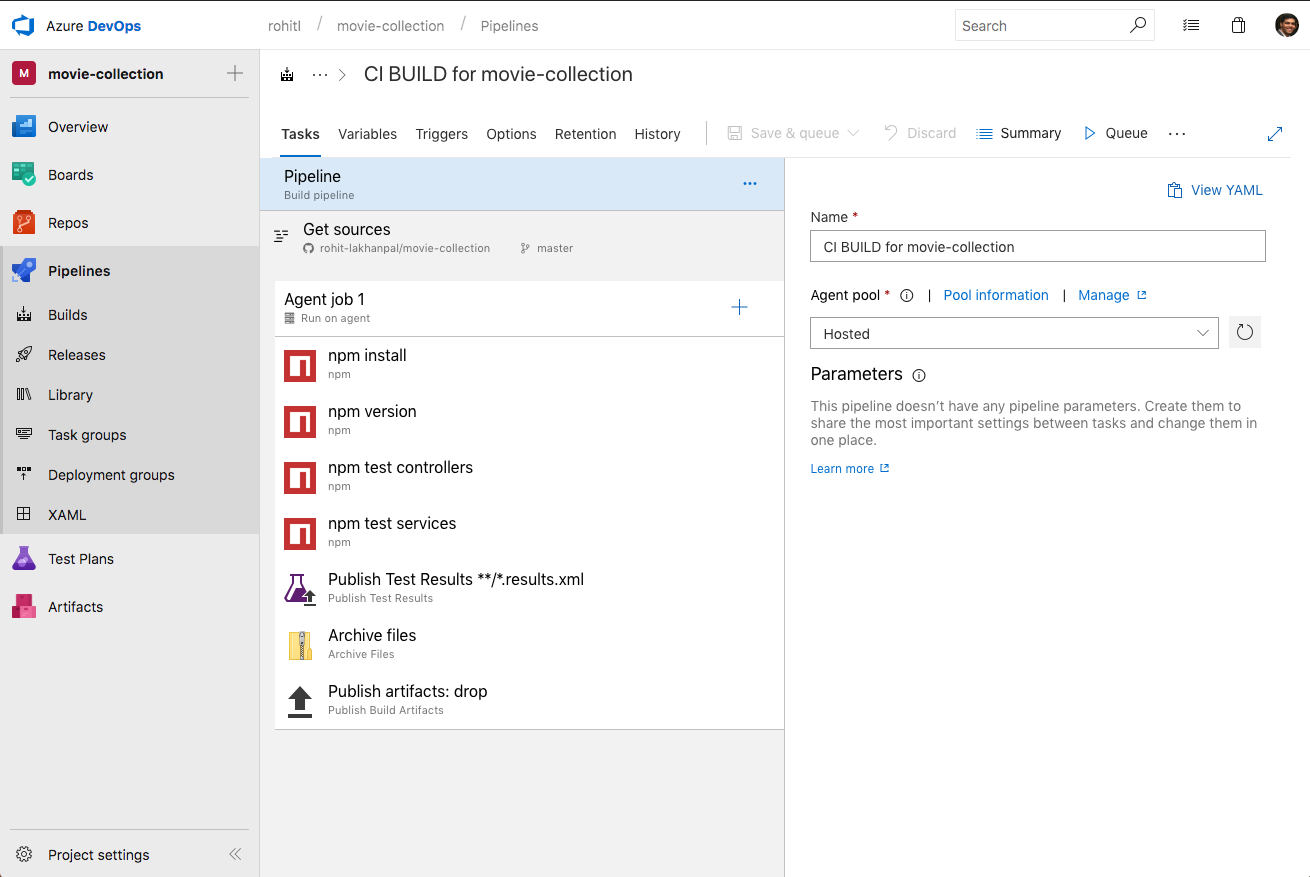 Azure DevOps
rohitl / movie-collection / Pipelines
Search
M movie-collection
Overview
Boards
Repos
Pipelines
Builds
Releases
Library
Task groups
Deployment groups
XAML
Test Plans
Artifacts
Project settings
··· > CI BUILD for movie-collection
Tasks Variables Triggers Options Retention History | Save & queue Discard Summary Queue ···
Pipeline
Build pipeline
Get sources
rohit-lakhanpal/movie-collection master
Agent job 1
Run on agent
npm install
npm
npm version
npm
npm test controllers
npm
npm test services
npm
Publish Test Results **/*.results.xml
Publish Test Results
Archive files
Archive Files
Publish artifacts: drop
Publish Build Artifacts
View YAML
Name *
CI BUILD for movie-collection
Agent pool * | Pool information | Manage
Hosted
Parameters
This pipeline doesn’t have any pipeline parameters. Create them to
share the most important settings between tasks and change them in
one place.
Learn more